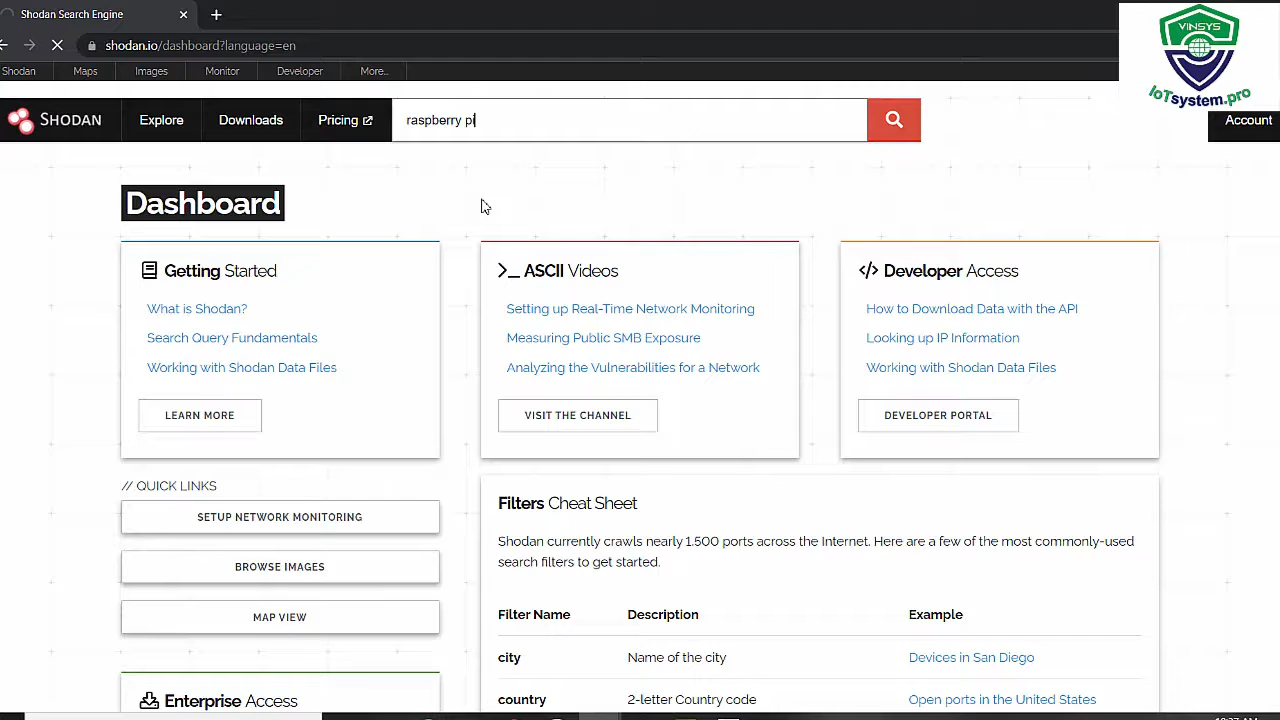 Shodan Search Engine
shodan.io/dashboard?language=en
Shodan
Maps
Images
Monitor
Developer
More...
VINSYS
IoTsystem.pro
SHODAN
Explore
Downloads
Pricing
raspberry pi
Account
Dashboard
Getting Started
What is Shodan?
Search Query Fundamentals
Working with Shodan Data Files
LEARN MORE
>_ ASCII Videos
Setting up Real-Time Network Monitoring
Measuring Public SMB Exposure
Analyzing the Vulnerabilities for a Network
VISIT THE CHANNEL
</> Developer Access
How to Download Data with the API
Looking up IP Information
Working with Shodan Data Files
DEVELOPER PORTAL
// QUICK LINKS
SETUP NETWORK MONITORING
BROWSE IMAGES
MAP VIEW
Enterprise Access
Filters Cheat Sheet
Shodan currently crawls nearly 1,500 ports across the Internet. Here are a few of the most commonly-used
search filters to get started.
Filter Name Description Example
city Name of the city Devices in San Diego
country 2-letter Country code Open ports in the United States